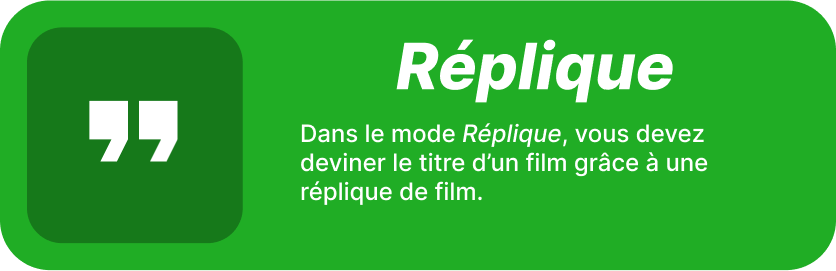 Réplique
Dans le mode Réplique, vous devez
deviner le titre d’un film grâce à une
réplique de film.